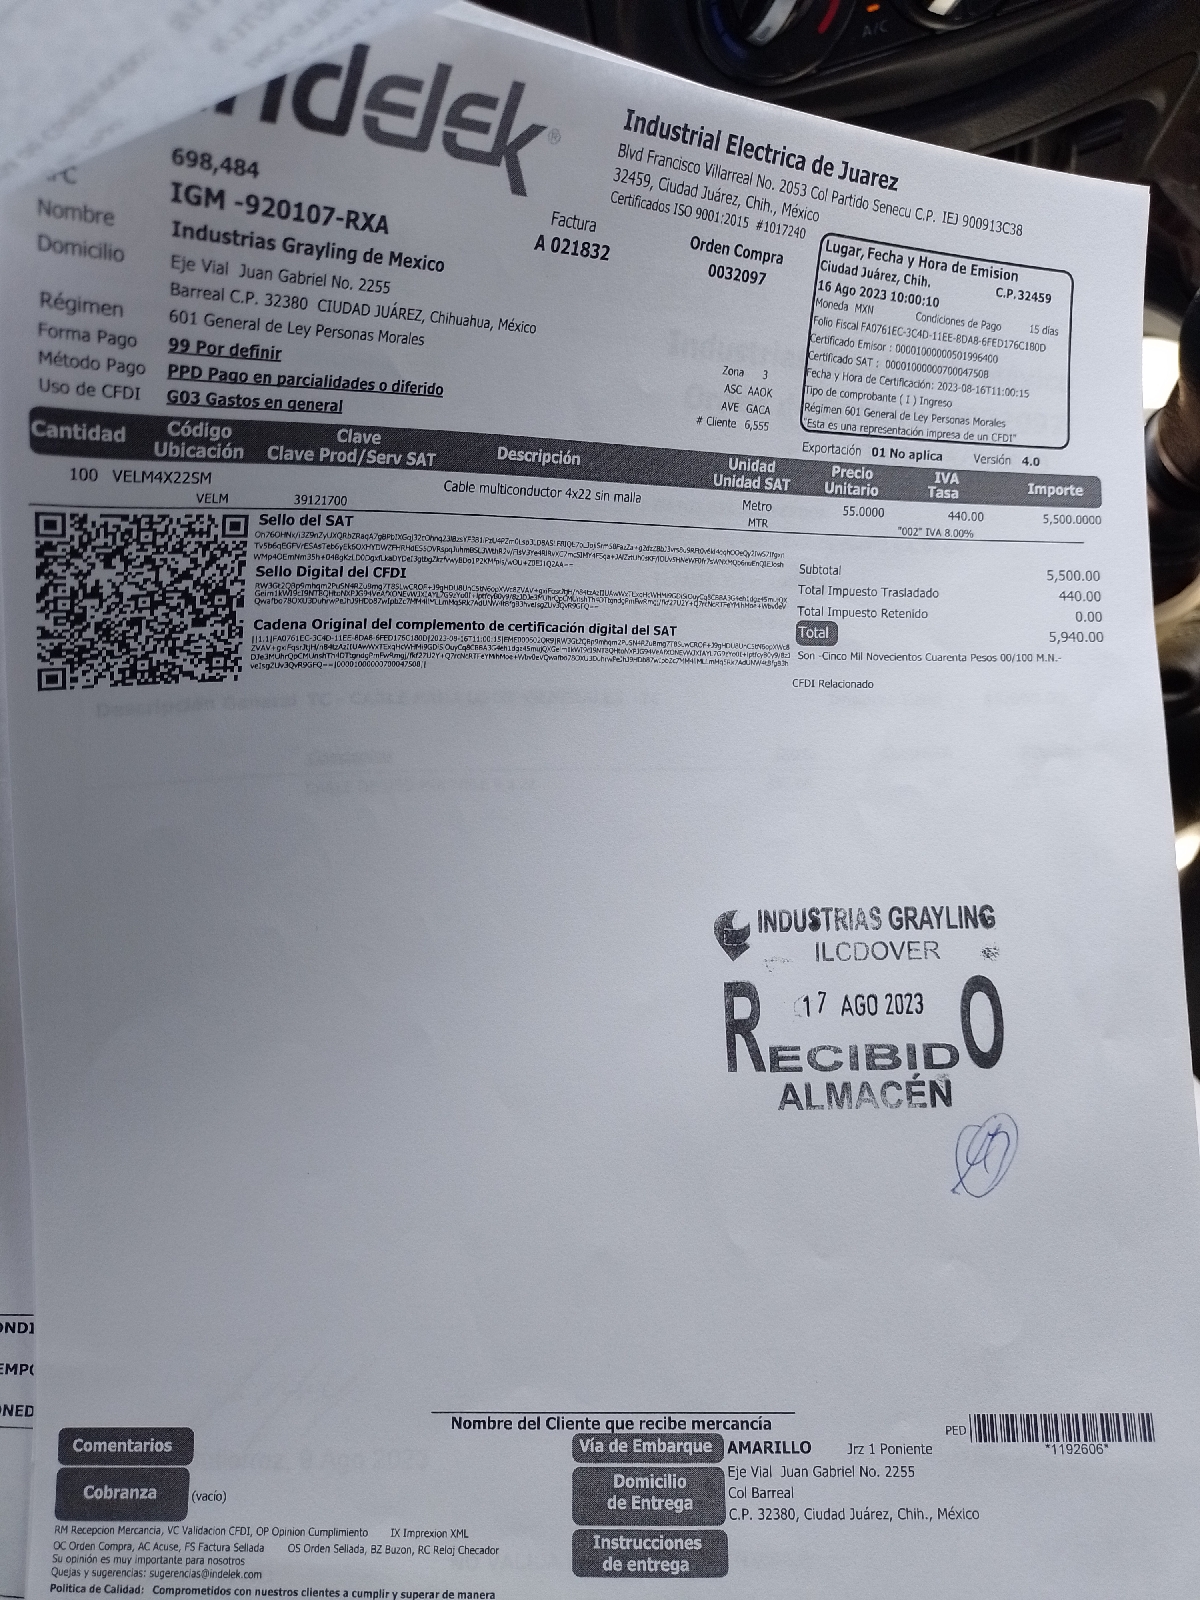 indelek®
Industrial Electrica de Juarez
Blvd Francisco Villarreal No. 2053 Col Partido Senecu C.P. IEJ 900913C38
32459, Ciudad Juárez, Chih., México
Certificados ISO 9001:2015 #1017240
698,484
IGM -920107-RXA
Nombre Industrias Grayling de Mexico
Domicilio Eje Vial Juan Gabriel No. 2255
Barreal C.P. 32380 CIUDAD JUÁREZ, Chihuahua, México
Régimen 601 General de Ley Personas Morales
Forma Pago 99 Por definir
Método Pago PPD Pago en parcialidades o diferido
Uso de CFDI G03 Gastos en general
Factura
A 021832
Orden Compra
0032097
Lugar, Fecha y Hora de Emision
Ciudad Juárez, Chih. C.P.32459
16 Ago 2023 10:00:10
Moneda MXN Condiciones de Pago 15 días
Folio Fiscal FA0761EC-3C4D-11EE-8DA8-6FED176C180D
Certificado Emisor : 00001000000501996400
Certificado SAT : 00001000000700047508
Fecha y Hora de Certificación: 2023-08-16T11:00:15
Tipo de comprobante ( I ) Ingreso
Régimen 601 General de Ley Personas Morales
"Esta es una representación impresa de un CFDI"
Zona 3
ASC AAOK
AVE GACA
# Cliente 6,555
Exportación 01 No aplica Versión 4.0
Cantidad Código Ubicación Clave Clave Prod/Serv SAT Descripción Unidad Unidad SAT Precio Unitario IVA Tasa Importe
100 VELM4X22SM Cable multiconductor 4x22 sin malla Metro 55.0000 440.00 5,500.0000
VELM 39121700 MTR "002" IVA 8.00%
Sello del SAT
Sello Digital del CFDI
Cadena Original del complemento de certificación digital del SAT
Subtotal 5,500.00
Total Impuesto Trasladado 440.00
Total Impuesto Retenido 0.00
Total 5,940.00
Son -Cinco Mil Novecientos Cuarenta Pesos 00/100 M.N.-
CFDI Relacionado
INDUSTRIAS GRAYLING
ILCDOVER
17 AGO 2023
RECIBIDO
ALMACÉN
ONDI
EMPO
ONED
Nombre del Cliente que recibe mercancía
PED *1192606*
Comentarios
Cobranza (vacío)
Vía de Embarque AMARILLO Jrz 1 Poniente
Domicilio de Entrega Eje Vial Juan Gabriel No. 2255
Col Barreal
C.P. 32380, Ciudad Juárez, Chih., México
Instrucciones de entrega
RM Recepcion Mercancia, VC Validacion CFDI, OP Opinion Cumplimiento IX Imprexion XML
OC Orden Compra, AC Acuse, FS Factura Sellada OS Orden Sellada, BZ Buzon, RC Reloj Checador
Su opinión es muy importante para nosotros
Quejas y sugerencias: sugerencias@indelek.com
Politica de Calidad: Comprometidos con nuestros clientes a cumplir y superar de manera